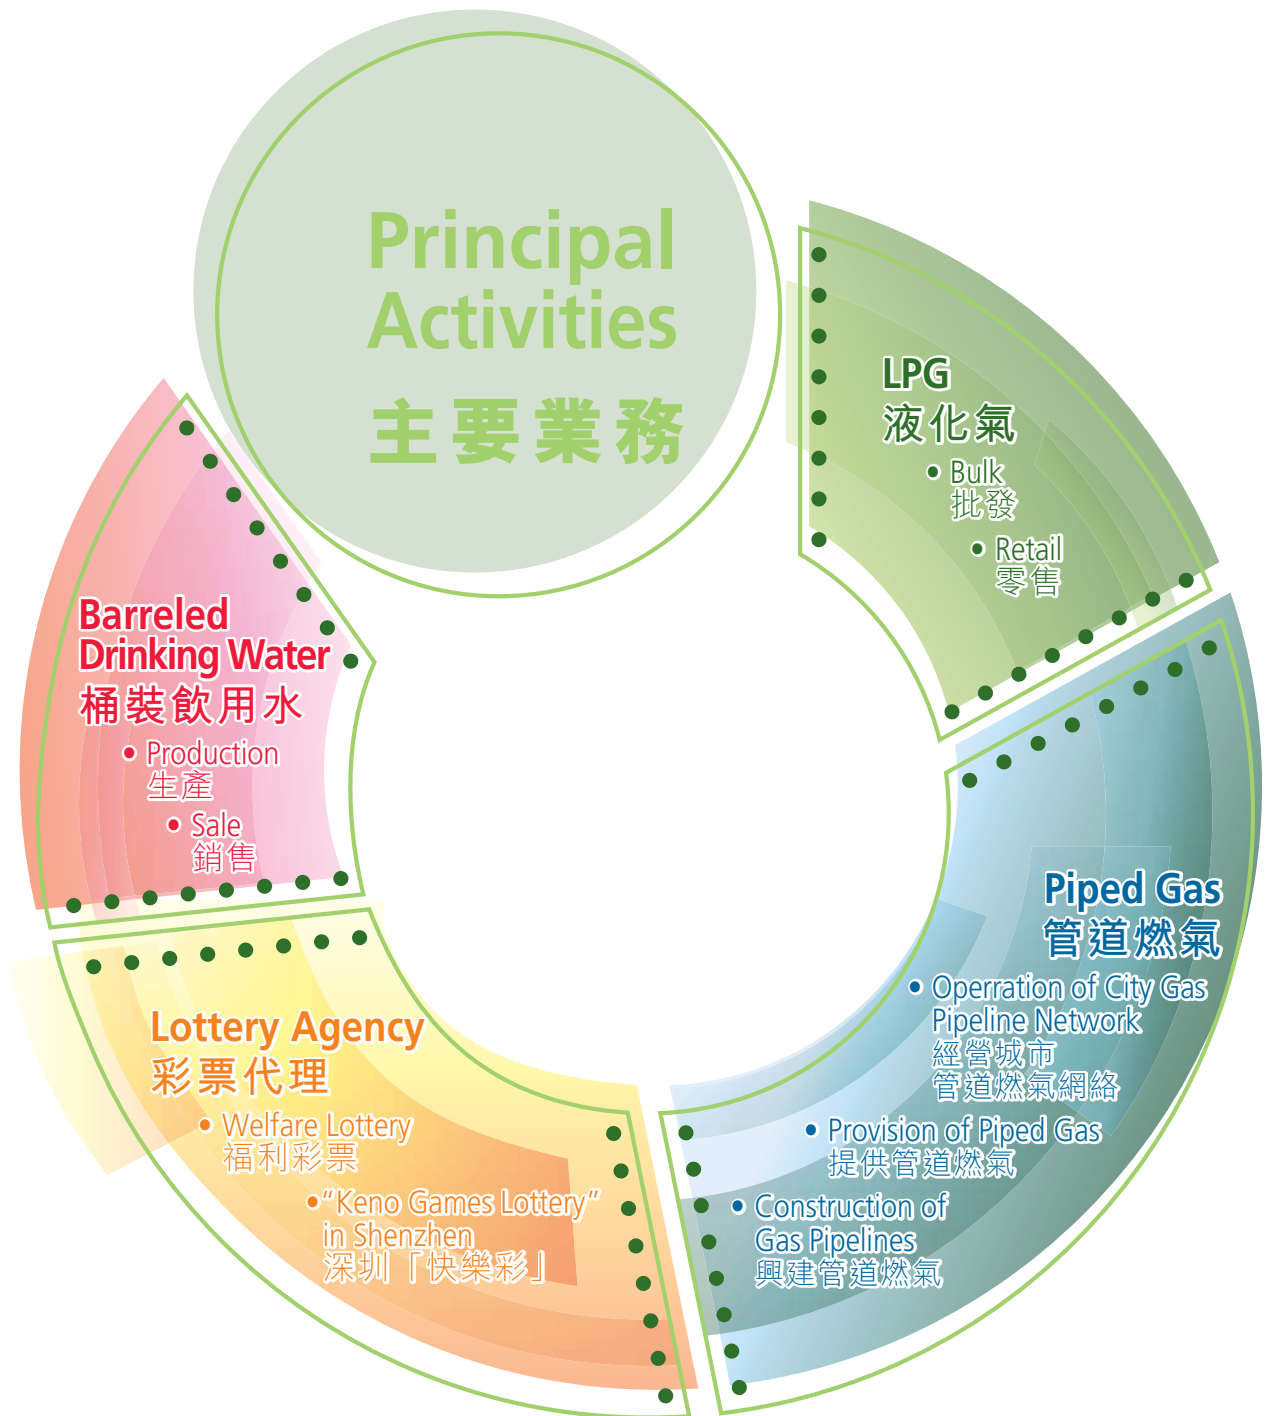 Principal
Activities
主要業務
LPG
液化氣
• Bulk
批發
• Retail
零售
Piped Gas
管道燃氣
• Operration of City Gas
Pipeline Network
經營城市
管道燃氣網絡
• Provision of Piped Gas
提供管道燃氣
• Construction of
Gas Pipelines
興建管道燃氣
Lottery Agency
彩票代理
• Welfare Lottery
福利彩票
• “Keno Games Lottery”
in Shenzhen
深圳「快樂彩」
Barreled
Drinking Water
桶裝飲用水
• Production
生產
• Sale
銷售